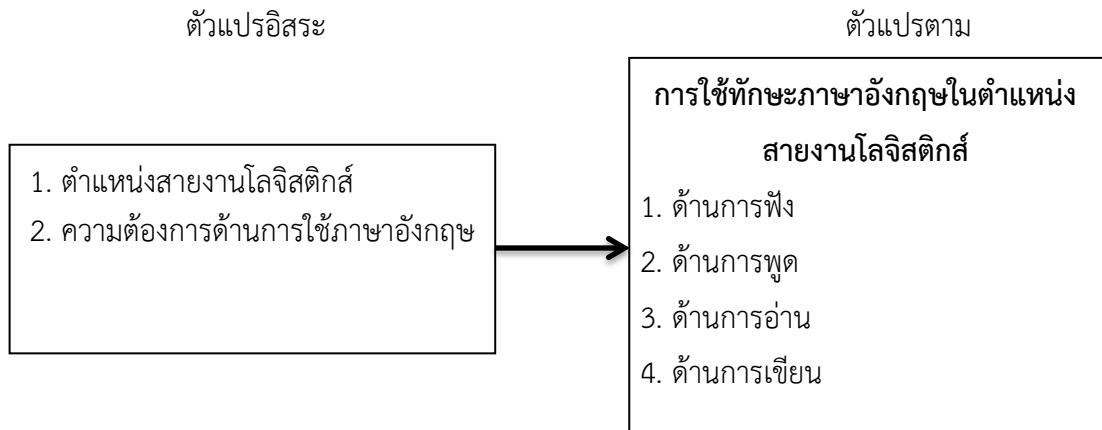 ตัวแปรอิสระ
ตัวแปรตาม
1. ตำแหน่งสายงานโลจิสติกส์
2. ความต้องการด้านการใช้ภาษาอังกฤษ
การใช้ทักษะภาษาอังกฤษในตำแหน่ง
สายงานโลจิสติกส์
1. ด้านการฟัง
2. ด้านการพูด
3. ด้านการอ่าน
4. ด้านการเขียน